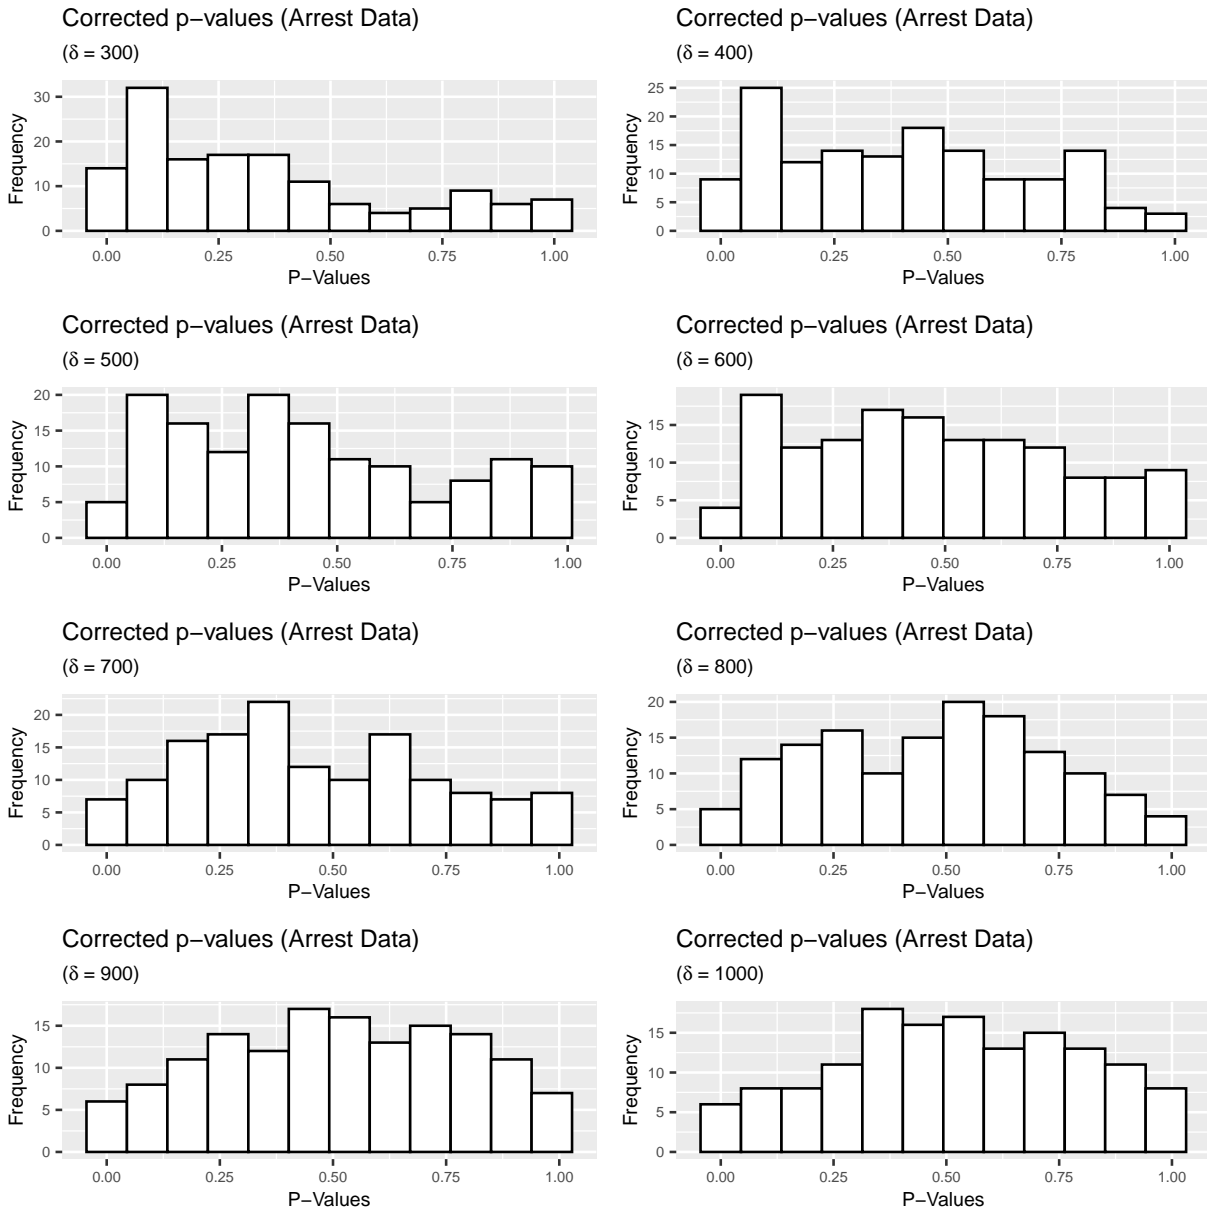 Corrected p−values (Arrest Data)
(δ = 300)
Frequency
30
20
10
0
0.00 0.25 0.50 0.75 1.00
P−Values
Corrected p−values (Arrest Data)
(δ = 400)
Frequency
25
20
15
10
5
0
0.00 0.25 0.50 0.75 1.00
P−Values
Corrected p−values (Arrest Data)
(δ = 500)
Frequency
20
15
10
5
0
0.00 0.25 0.50 0.75 1.00
P−Values
Corrected p−values (Arrest Data)
(δ = 600)
Frequency
15
10
5
0
0.00 0.25 0.50 0.75 1.00
P−Values
Corrected p−values (Arrest Data)
(δ = 700)
Frequency
20
15
10
5
0
0.00 0.25 0.50 0.75 1.00
P−Values
Corrected p−values (Arrest Data)
(δ = 800)
Frequency
20
15
10
5
0
0.00 0.25 0.50 0.75 1.00
P−Values
Corrected p−values (Arrest Data)
(δ = 900)
Frequency
15
10
5
0
0.00 0.25 0.50 0.75 1.00
P−Values
Corrected p−values (Arrest Data)
(δ = 1000)
Frequency
15
10
5
0
0.00 0.25 0.50 0.75 1.00
P−Values